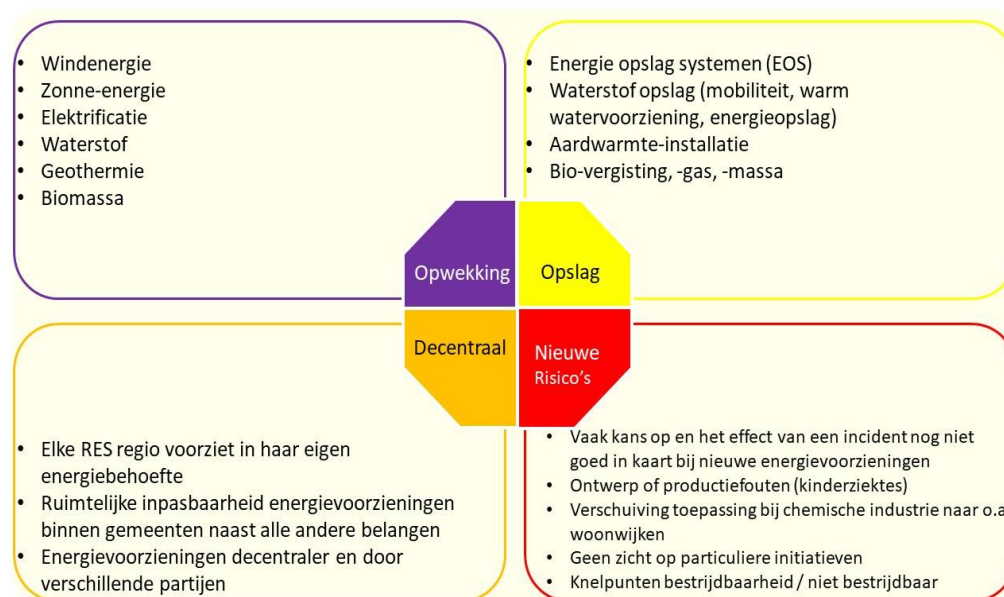 • Windenergie
• Zonne-energie
• Elektrificatie
• Waterstof
• Geothermie
• Biomassa
• Energie opslag systemen (EOS)
• Waterstof opslag (mobiliteit, warm
watervoorziening, energieopslag)
• Aardwarmte-installatie
• Bio-vergisting, -gas, -massa
Opwekking
Opslag
Decentraal
Nieuwe
Risico's
• Elke RES regio voorziet in haar eigen
energiebehoefte
• Ruimtelijke inpasbaarheid energievoorzieningen
binnen gemeenten naast alle andere belangen
• Energievoorzieningen decentraler en door
verschillende partijen
• Vaak kans op en het effect van een incident nog niet
goed in kaart bij nieuwe energievoorzieningen
• Ontwerp of productiefouten (kinderziektes)
• Verschuiving toepassing bij chemische industrie naar o.a
woonwijken
• Geen zicht op particuliere initiatieven
• Knelpunten bestrijdbaarheid / niet bestrijdbaar